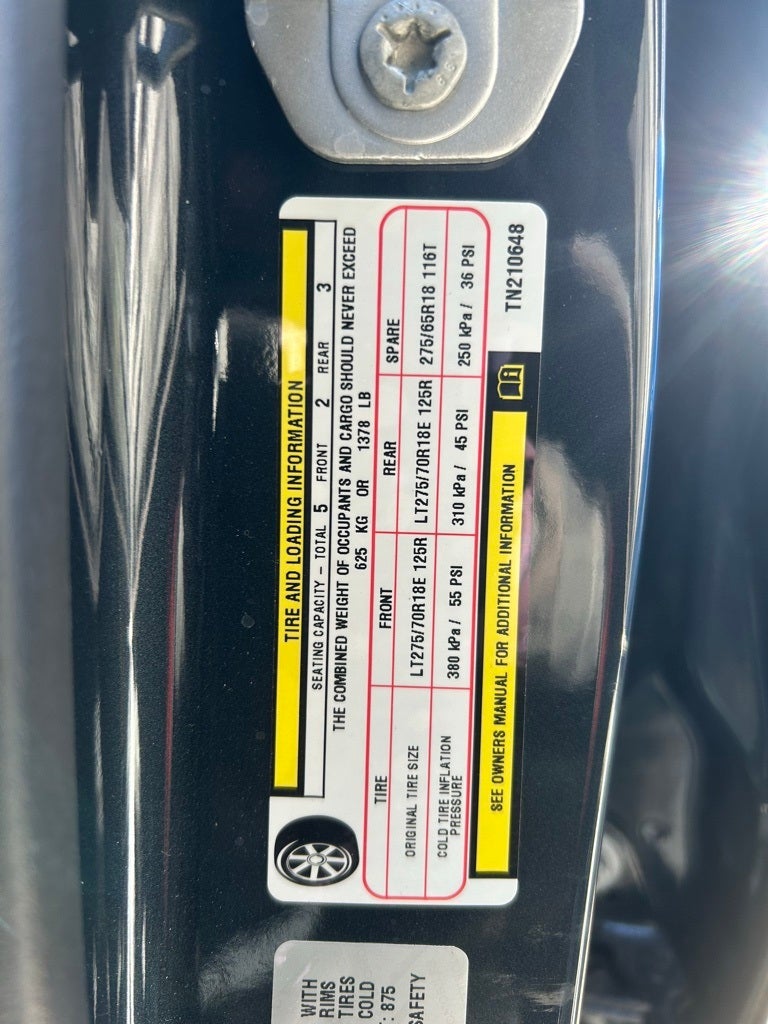 TIRE AND LOADING INFORMATION
SEATING CAPACITY – TOTAL 5 FRONT 2 REAR 3
THE COMBINED WEIGHT OF OCCUPANTS AND CARGO SHOULD NEVER EXCEED
625 KG OR 1378 LB
TIRE FRONT REAR SPARE
ORIGINAL TIRE SIZE LT275/70R18E 125R LT275/70R18E 125R 275/65R18 116T
COLD TIRE INFLATION
PRESSURE 380 kPa / 55 PSI 310 kPa / 45 PSI 250 kPa / 36 PSI
SEE OWNERS MANUAL FOR ADDITIONAL INFORMATION
TN210648
WITH
RIMS
TIRES
COLD
: 875
SAFETY